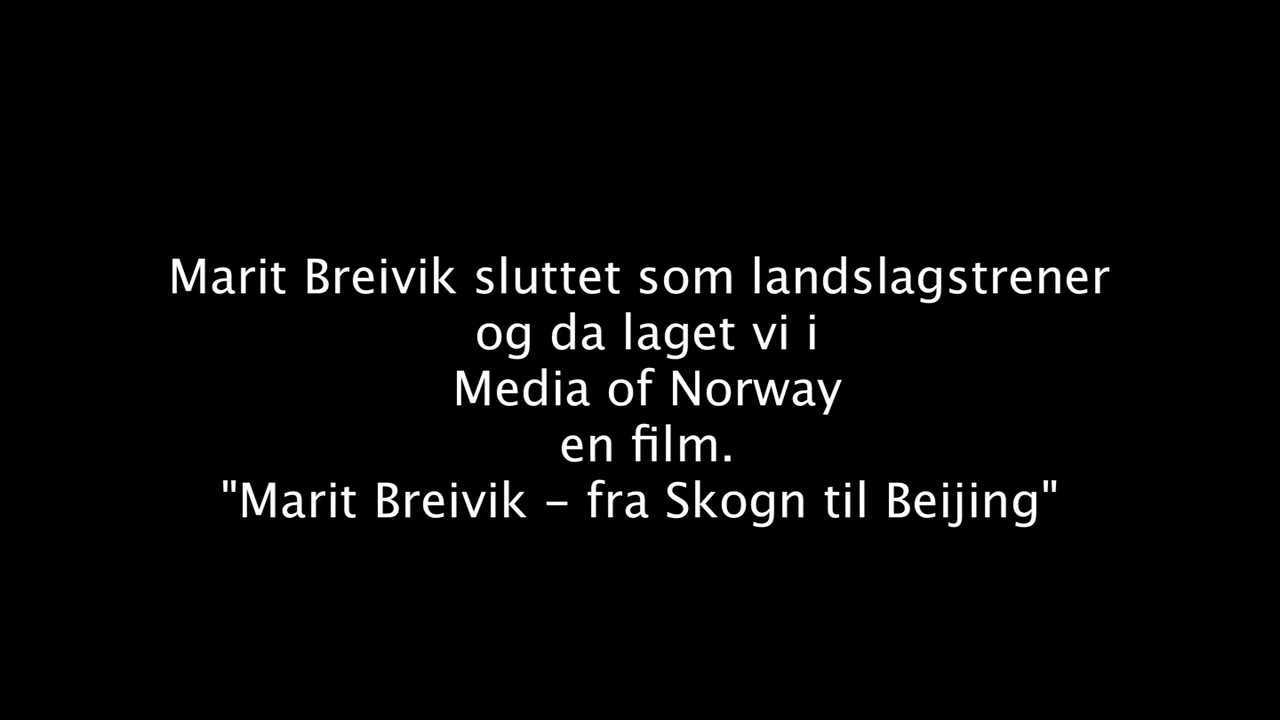 Marit Breivik sluttet som landslagstrener
og da laget vi i
Media of Norway
en film.
"Marit Breivik – fra Skogn til Beijing"